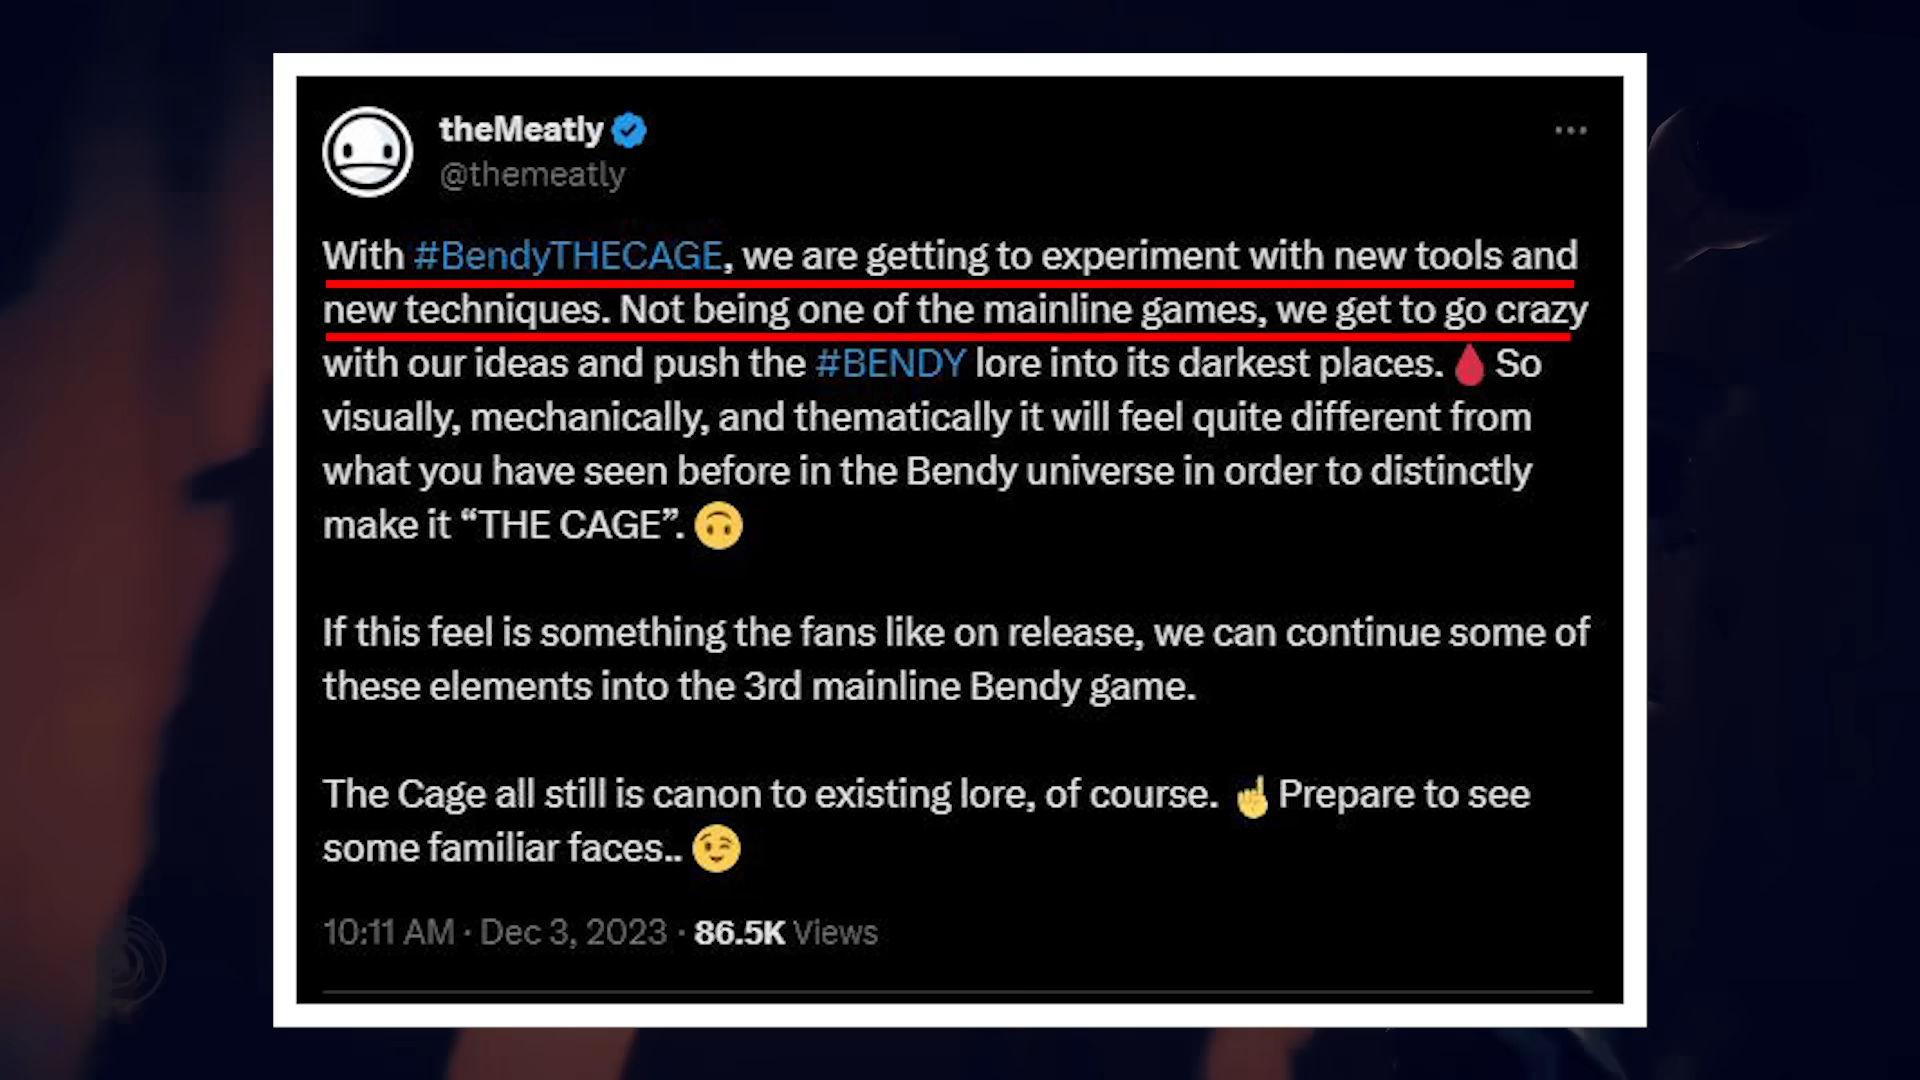 theMeatly
@themeatly
With #BendyTHECAGE, we are getting to experiment with new tools and
new techniques. Not being one of the mainline games, we get to go crazy
with our ideas and push the #BENDY lore into its darkest places. 🩸 So
visually, mechanically, and thematically it will feel quite different from
what you have seen before in the Bendy universe in order to distinctly
make it “THE CAGE”. 🙃
If this feel is something the fans like on release, we can continue some of
these elements into the 3rd mainline Bendy game.
The Cage all still is canon to existing lore, of course. ☝️ Prepare to see
some familiar faces.. 😉
10:11 AM · Dec 3, 2023 · 86.5K Views